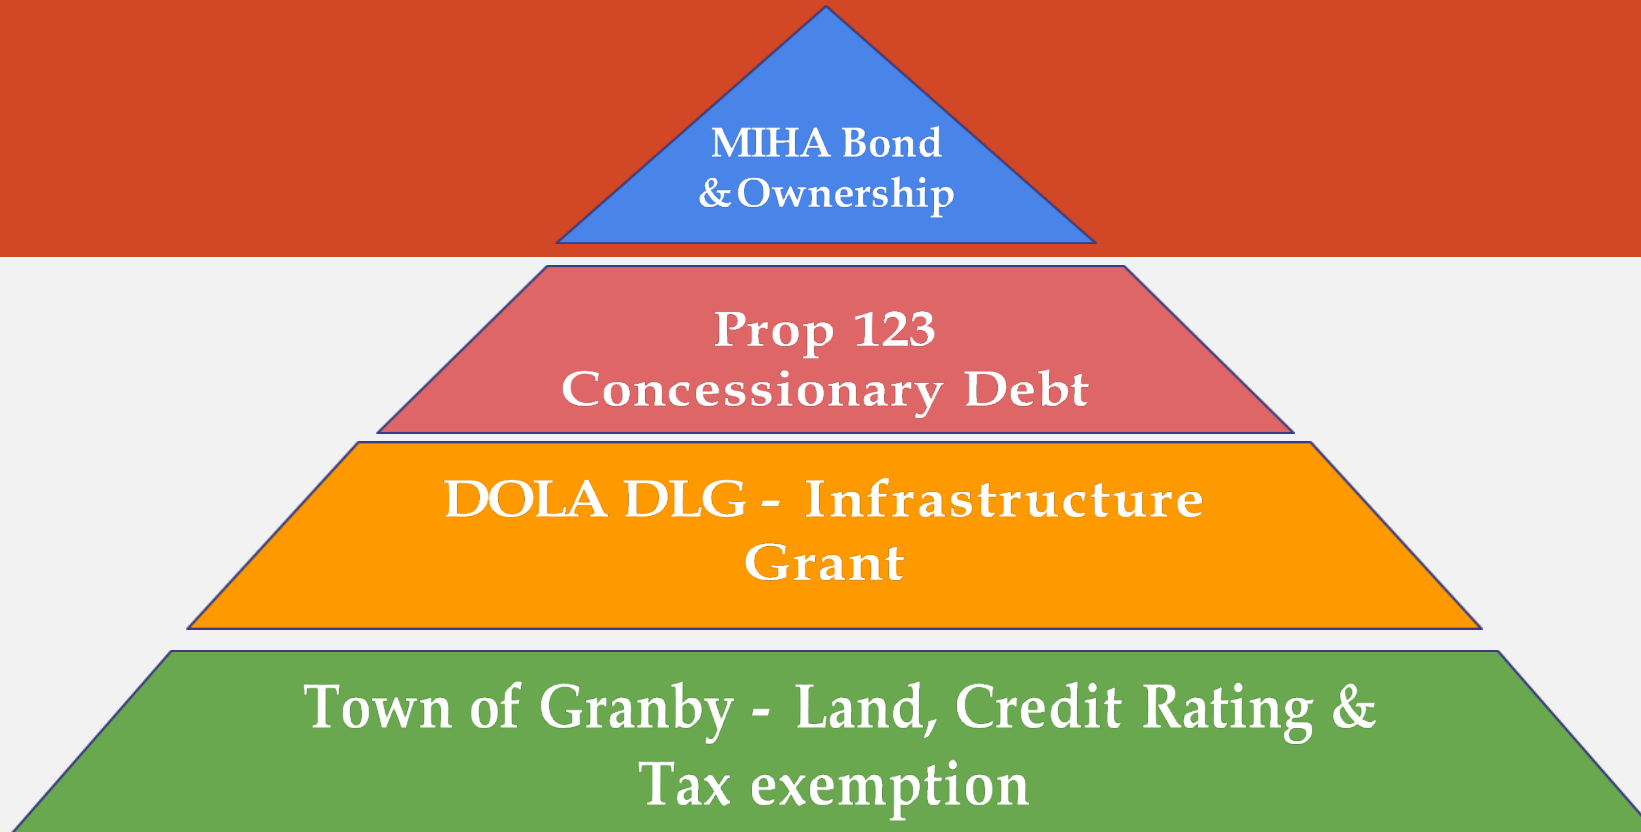 MIHA Bond
& Ownership
Prop 123
Concessionary Debt
DOLA DLG - Infrastructure
Grant
Town of Granby - Land, Credit Rating &
Tax exemption